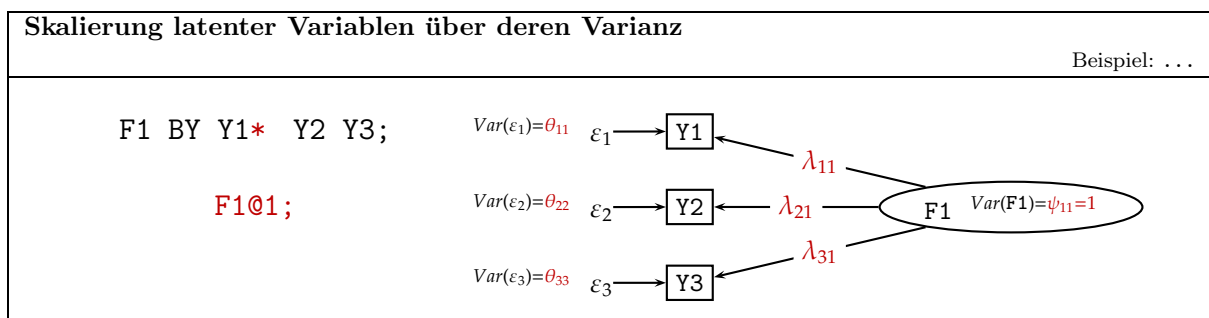 Skalierung latenter Variablen über deren Varianz
Beispiel: ...
F1 BY Y1* Y2 Y3;
F1@1;
Var(ε₁)=θ₁₁ ε₁ Y1
λ₁₁
Var(ε₂)=θ₂₂ ε₂ Y2 λ₂₁ F1 Var(F1)=ψ₁₁=1
λ₃₁
Var(ε₃)=θ₃₃ ε₃ Y3